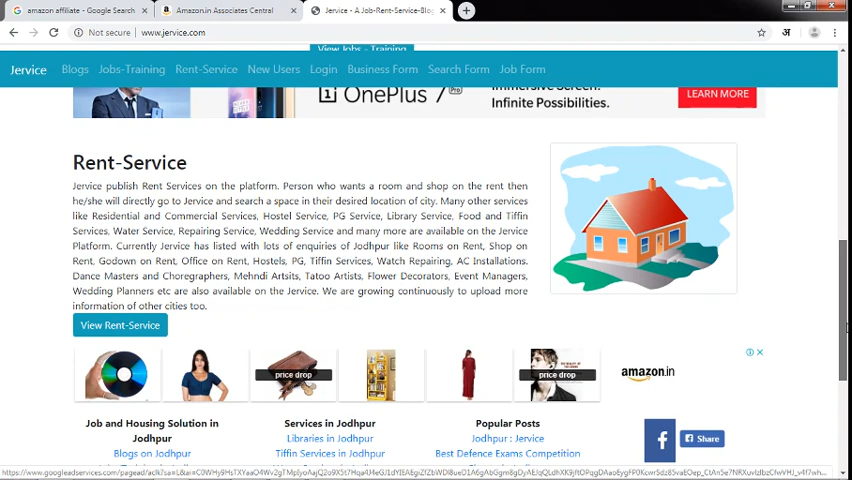 amazon affiliate - Google Search
Amazon.in Associates Central
Jervice - A Job-Rent-Service-Blog
Not secure | www.jervice.com
अ
View Jobs - Training
Jervice Blogs Jobs-Training Rent-Service New Users Login Business Form Search Form Job Form
OnePlus 7 Pro
Immersive Screen.
Infinite Possibilities.
LEARN MORE
Rent-Service
Jervice publish Rent Services on the platform. Person who wants a room and shop on the rent then
he/she will directly go to Jervice and search a space in their desired location of city. Many other services
like Residential and Commercial Services, Hostel Service, PG Service, Library Service, Food and Tiffin
Services, Water Service, Repairing Service, Wedding Service and many more are available on the Jervice
Platform. Currently Jervice has listed with lots of enquiries of Jodhpur like Rooms on Rent, Shop on
Rent, Godown on Rent, Office on Rent, Hostels, PG, Tiffin Services, Watch Repairing, AC Installations.
Dance Masters and Choregraphers, Mehndi Artsits, Tatoo Artists, Flower Decorators, Event Managers,
Wedding Planners etc are also available on the Jervice. We are growing continuously to upload more
information of other cities too.
View Rent-Service
price drop
price drop
amazon.in
Job and Housing Solution in
Jodhpur
Blogs on Jodhpur
Services in Jodhpur
Libraries in Jodhpur
Tiffin Services in Jodhpur
Popular Posts
Jodhpur : Jervice
Best Defence Exams Competition
f Share